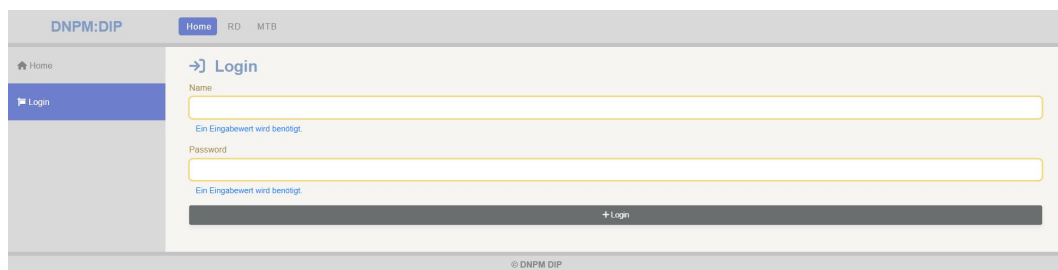 DNPM:DIP
Home RD MTB
Home
Login
Login
Name
Ein Eingabewert wird benötigt.
Password
Ein Eingabewert wird benötigt.
+ Login
© DNPM DIP